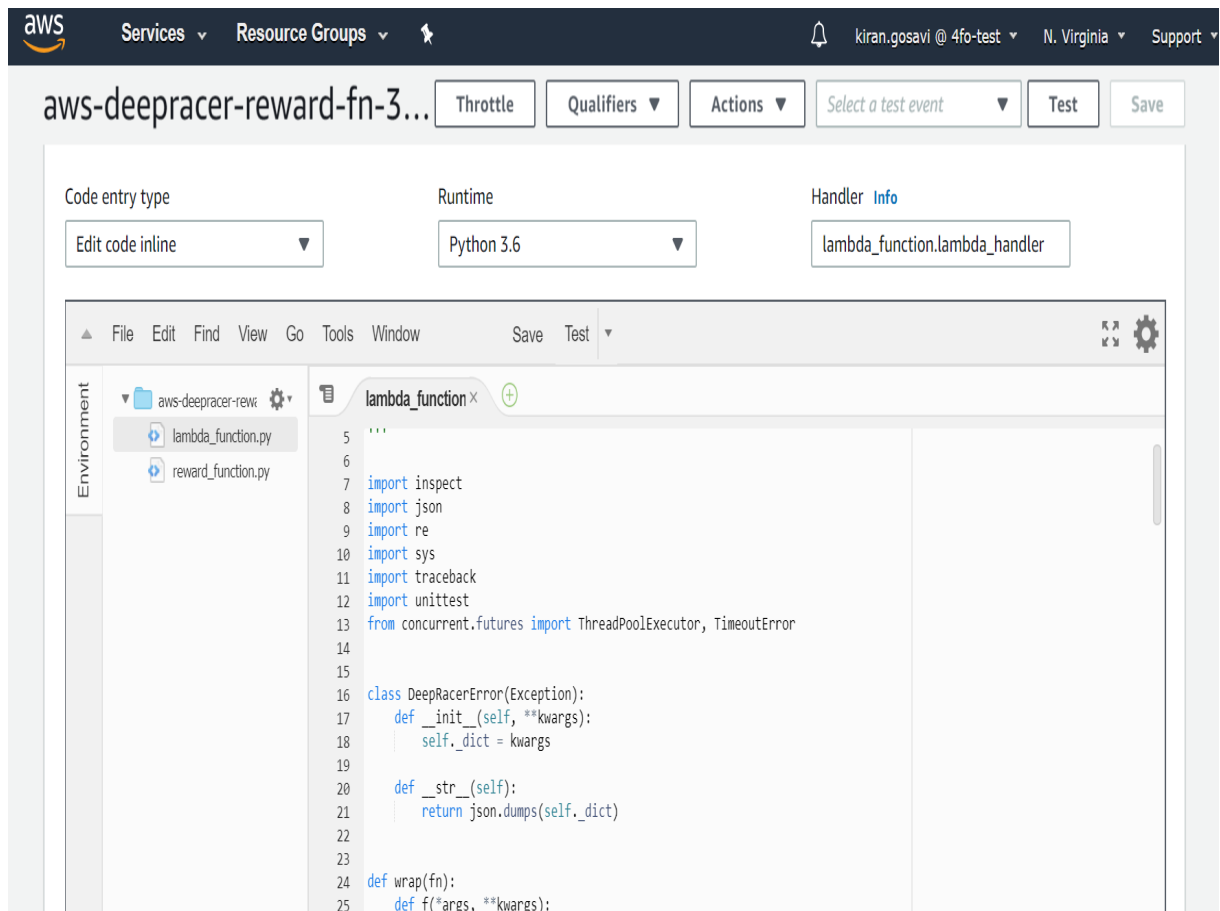 aws Services Resource Groups kiran.gosavi @ 4fo-test N. Virginia Support
aws-deepracer-reward-fn-3... Throttle Qualifiers Actions Select a test event Test Save
Code entry type Runtime Handler Info
Edit code inline Python 3.6 lambda_function.lambda_handler
File Edit Find View Go Tools Window Save Test
Environment
aws-deepracer-rewa
lambda_function.py
reward_function.py
lambda_function ×
5 '''
6
7 import inspect
8 import json
9 import re
10 import sys
11 import traceback
12 import unittest
13 from concurrent.futures import ThreadPoolExecutor, TimeoutError
14
15
16 class DeepRacerError(Exception):
17     def __init__(self, **kwargs):
18         self._dict = kwargs
19
20     def __str__(self):
21         return json.dumps(self._dict)
22
23
24 def wrap(fn):
25     def f(*args, **kwargs):